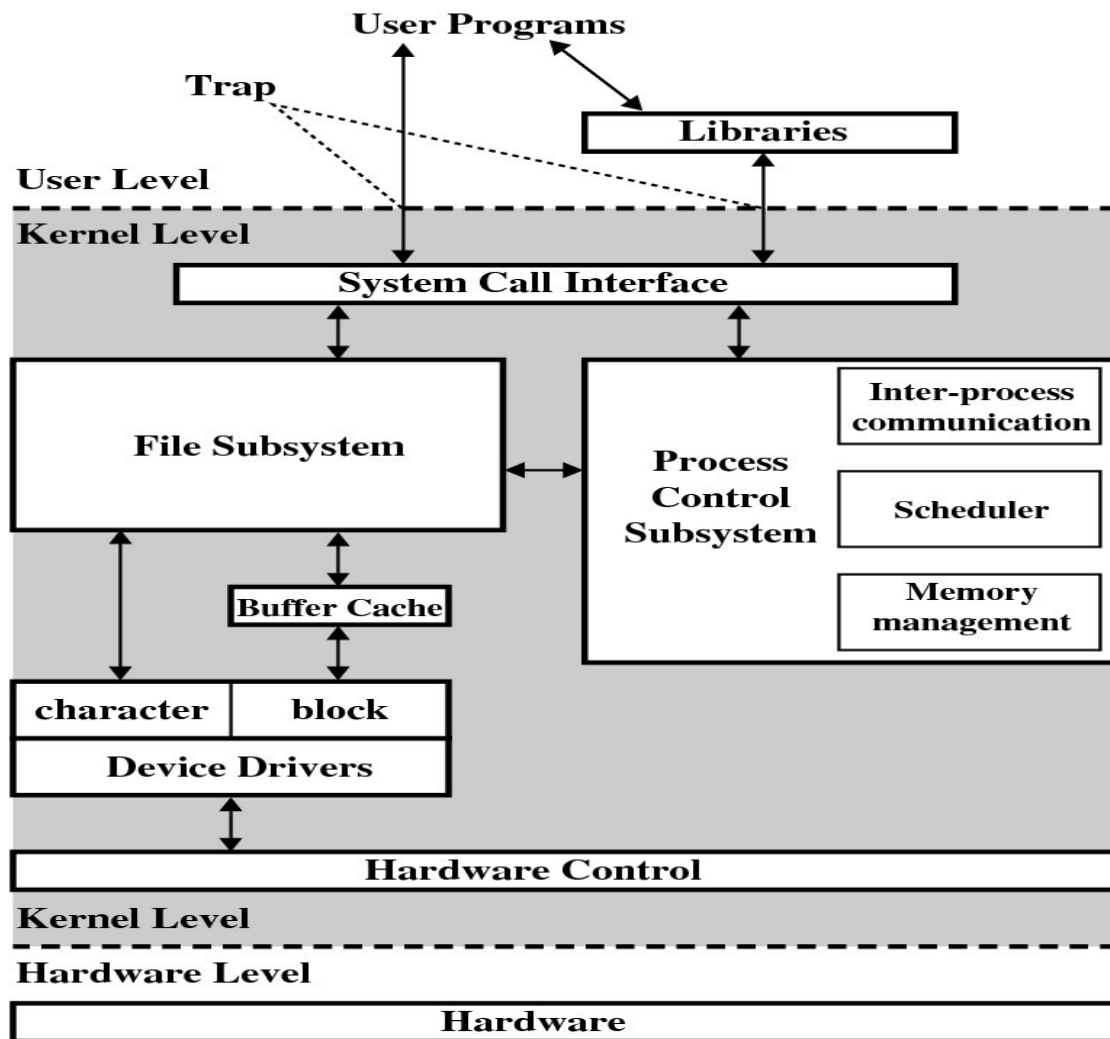 User Programs
Trap
Libraries
User Level
Kernel Level
System Call Interface
File Subsystem
Process
Control
Subsystem
Inter-process
communication
Scheduler
Memory
management
Buffer Cache
character
block
Device Drivers
Hardware Control
Kernel Level
Hardware Level
Hardware